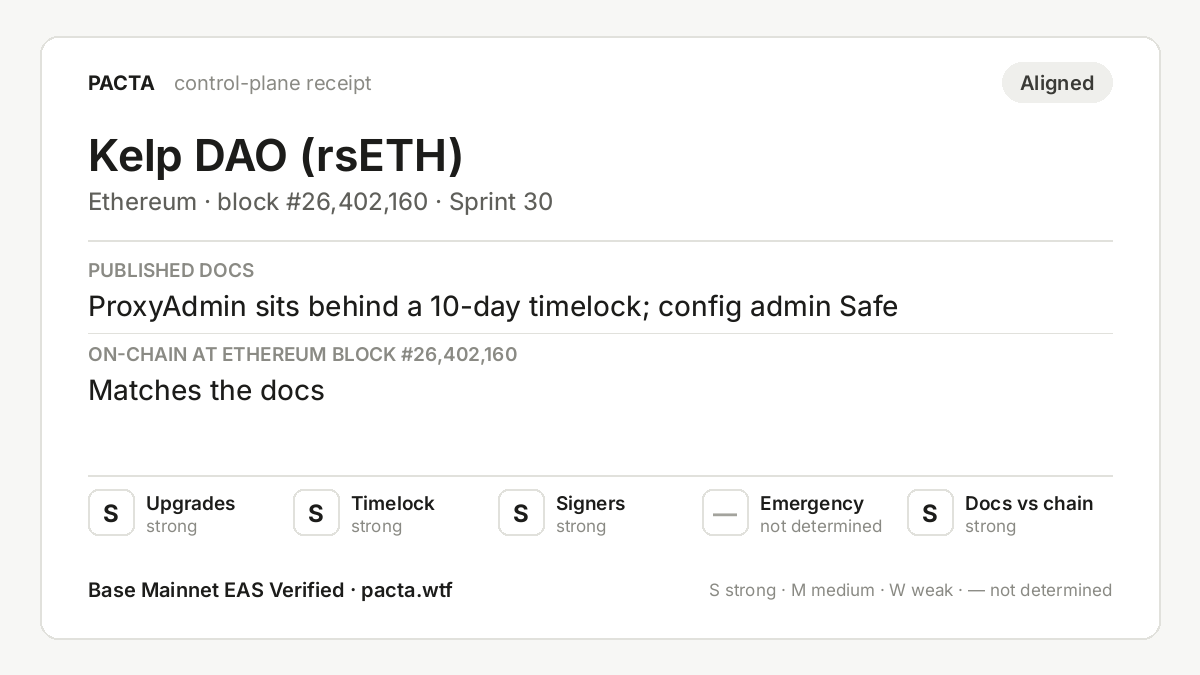 PACTA control-plane receipt Aligned
Kelp DAO (rsETH)
Ethereum · block #26,402,160 · Sprint 30
PUBLISHED DOCS
ProxyAdmin sits behind a 10-day timelock; config admin Safe
ON-CHAIN AT ETHEREUM BLOCK #26,402,160
Matches the docs
S Upgrades strong
S Timelock strong
S Signers strong
— Emergency not determined
S Docs vs chain strong
Base Mainnet EAS Verified · pacta.wtf
S strong · M medium · W weak · — not determined